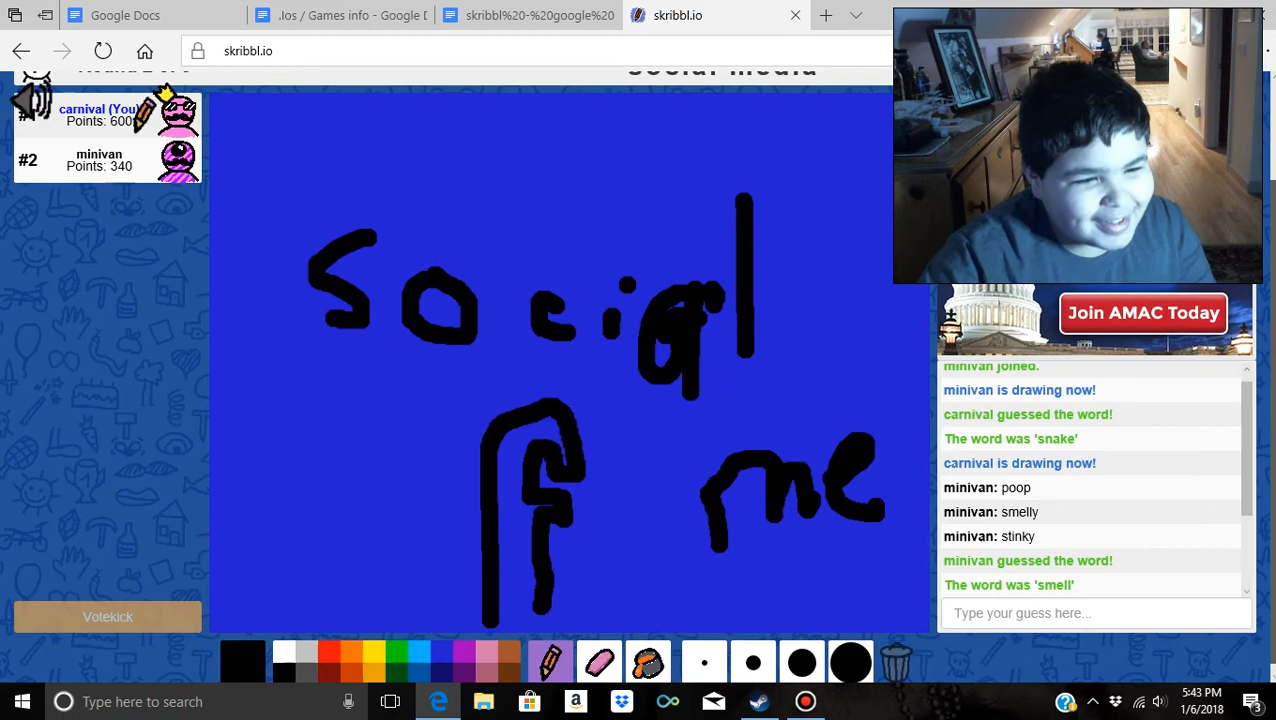 Google Docs
.Ios / Games info - Google [
skribbl%20-%20google%20
skribbl.io
skribbl.io
social media
carnival (You)
Points: 600
#2
minivan
Points: 340
social
me
Join AMAC Today
minivan joined.
minivan is drawing now!
carnival guessed the word!
The word was 'snake'
carnival is drawing now!
minivan: poop
minivan: smelly
minivan: stinky
minivan guessed the word!
The word was 'smell'
Type your guess here...
Votekick
Type here to search
5:43 PM
1/6/2018
3